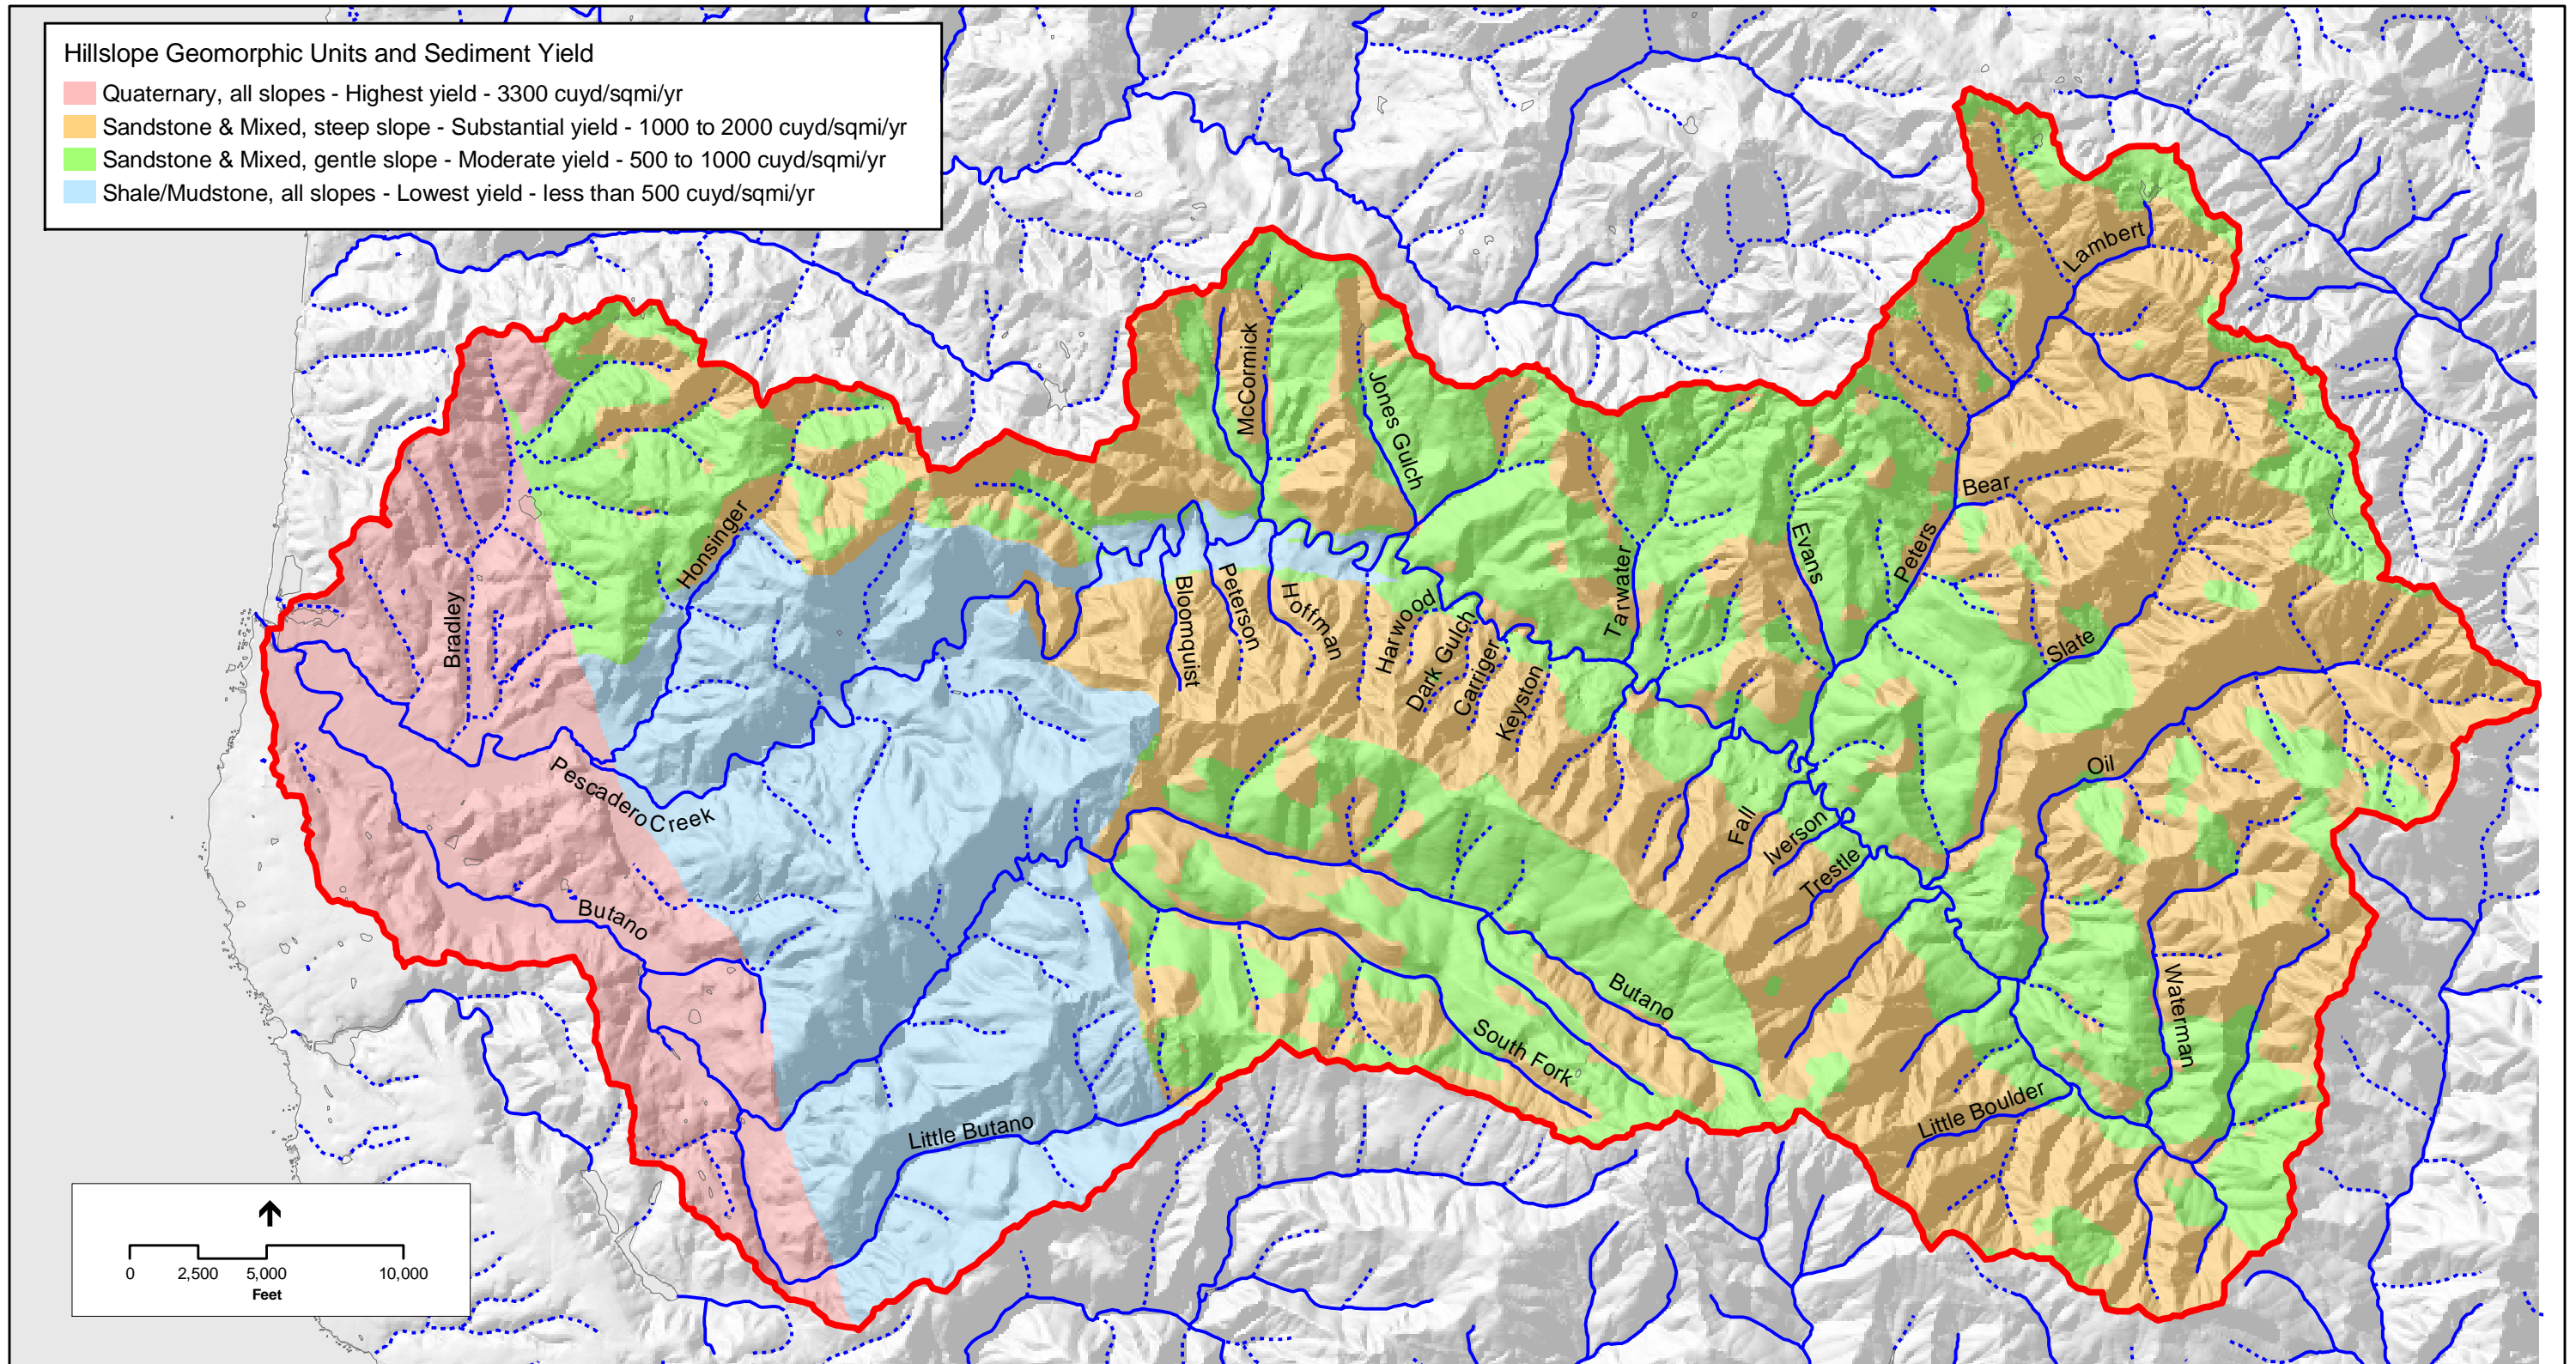 Hillslope Geomorphic Units and Sediment Yield
Quaternary, all slopes - Highest yield - 3300 cuyd/sqmi/yr
Sandstone & Mixed, steep slope - Substantial yield - 1000 to 2000 cuyd/sqmi/yr
Sandstone & Mixed, gentle slope - Moderate yield - 500 to 1000 cuyd/sqmi/yr
Shale/Mudstone, all slopes - Lowest yield - less than 500 cuyd/sqmi/yr
Lambert
McCormick
Jones Gulch
Bear
Honsinger
Evans
Peters
Tarwater
Bradley
Bloomquist
Peterson
Hoffman
Harwood
Dark Gulch
Carriger
Keyston
Slate
Oil
Pescadero Creek
Fall
Iverson
Trestle
Butano
Butano
South Fork
Waterman
Little Boulder
Little Butano
0 2,500 5,000 10,000
Feet